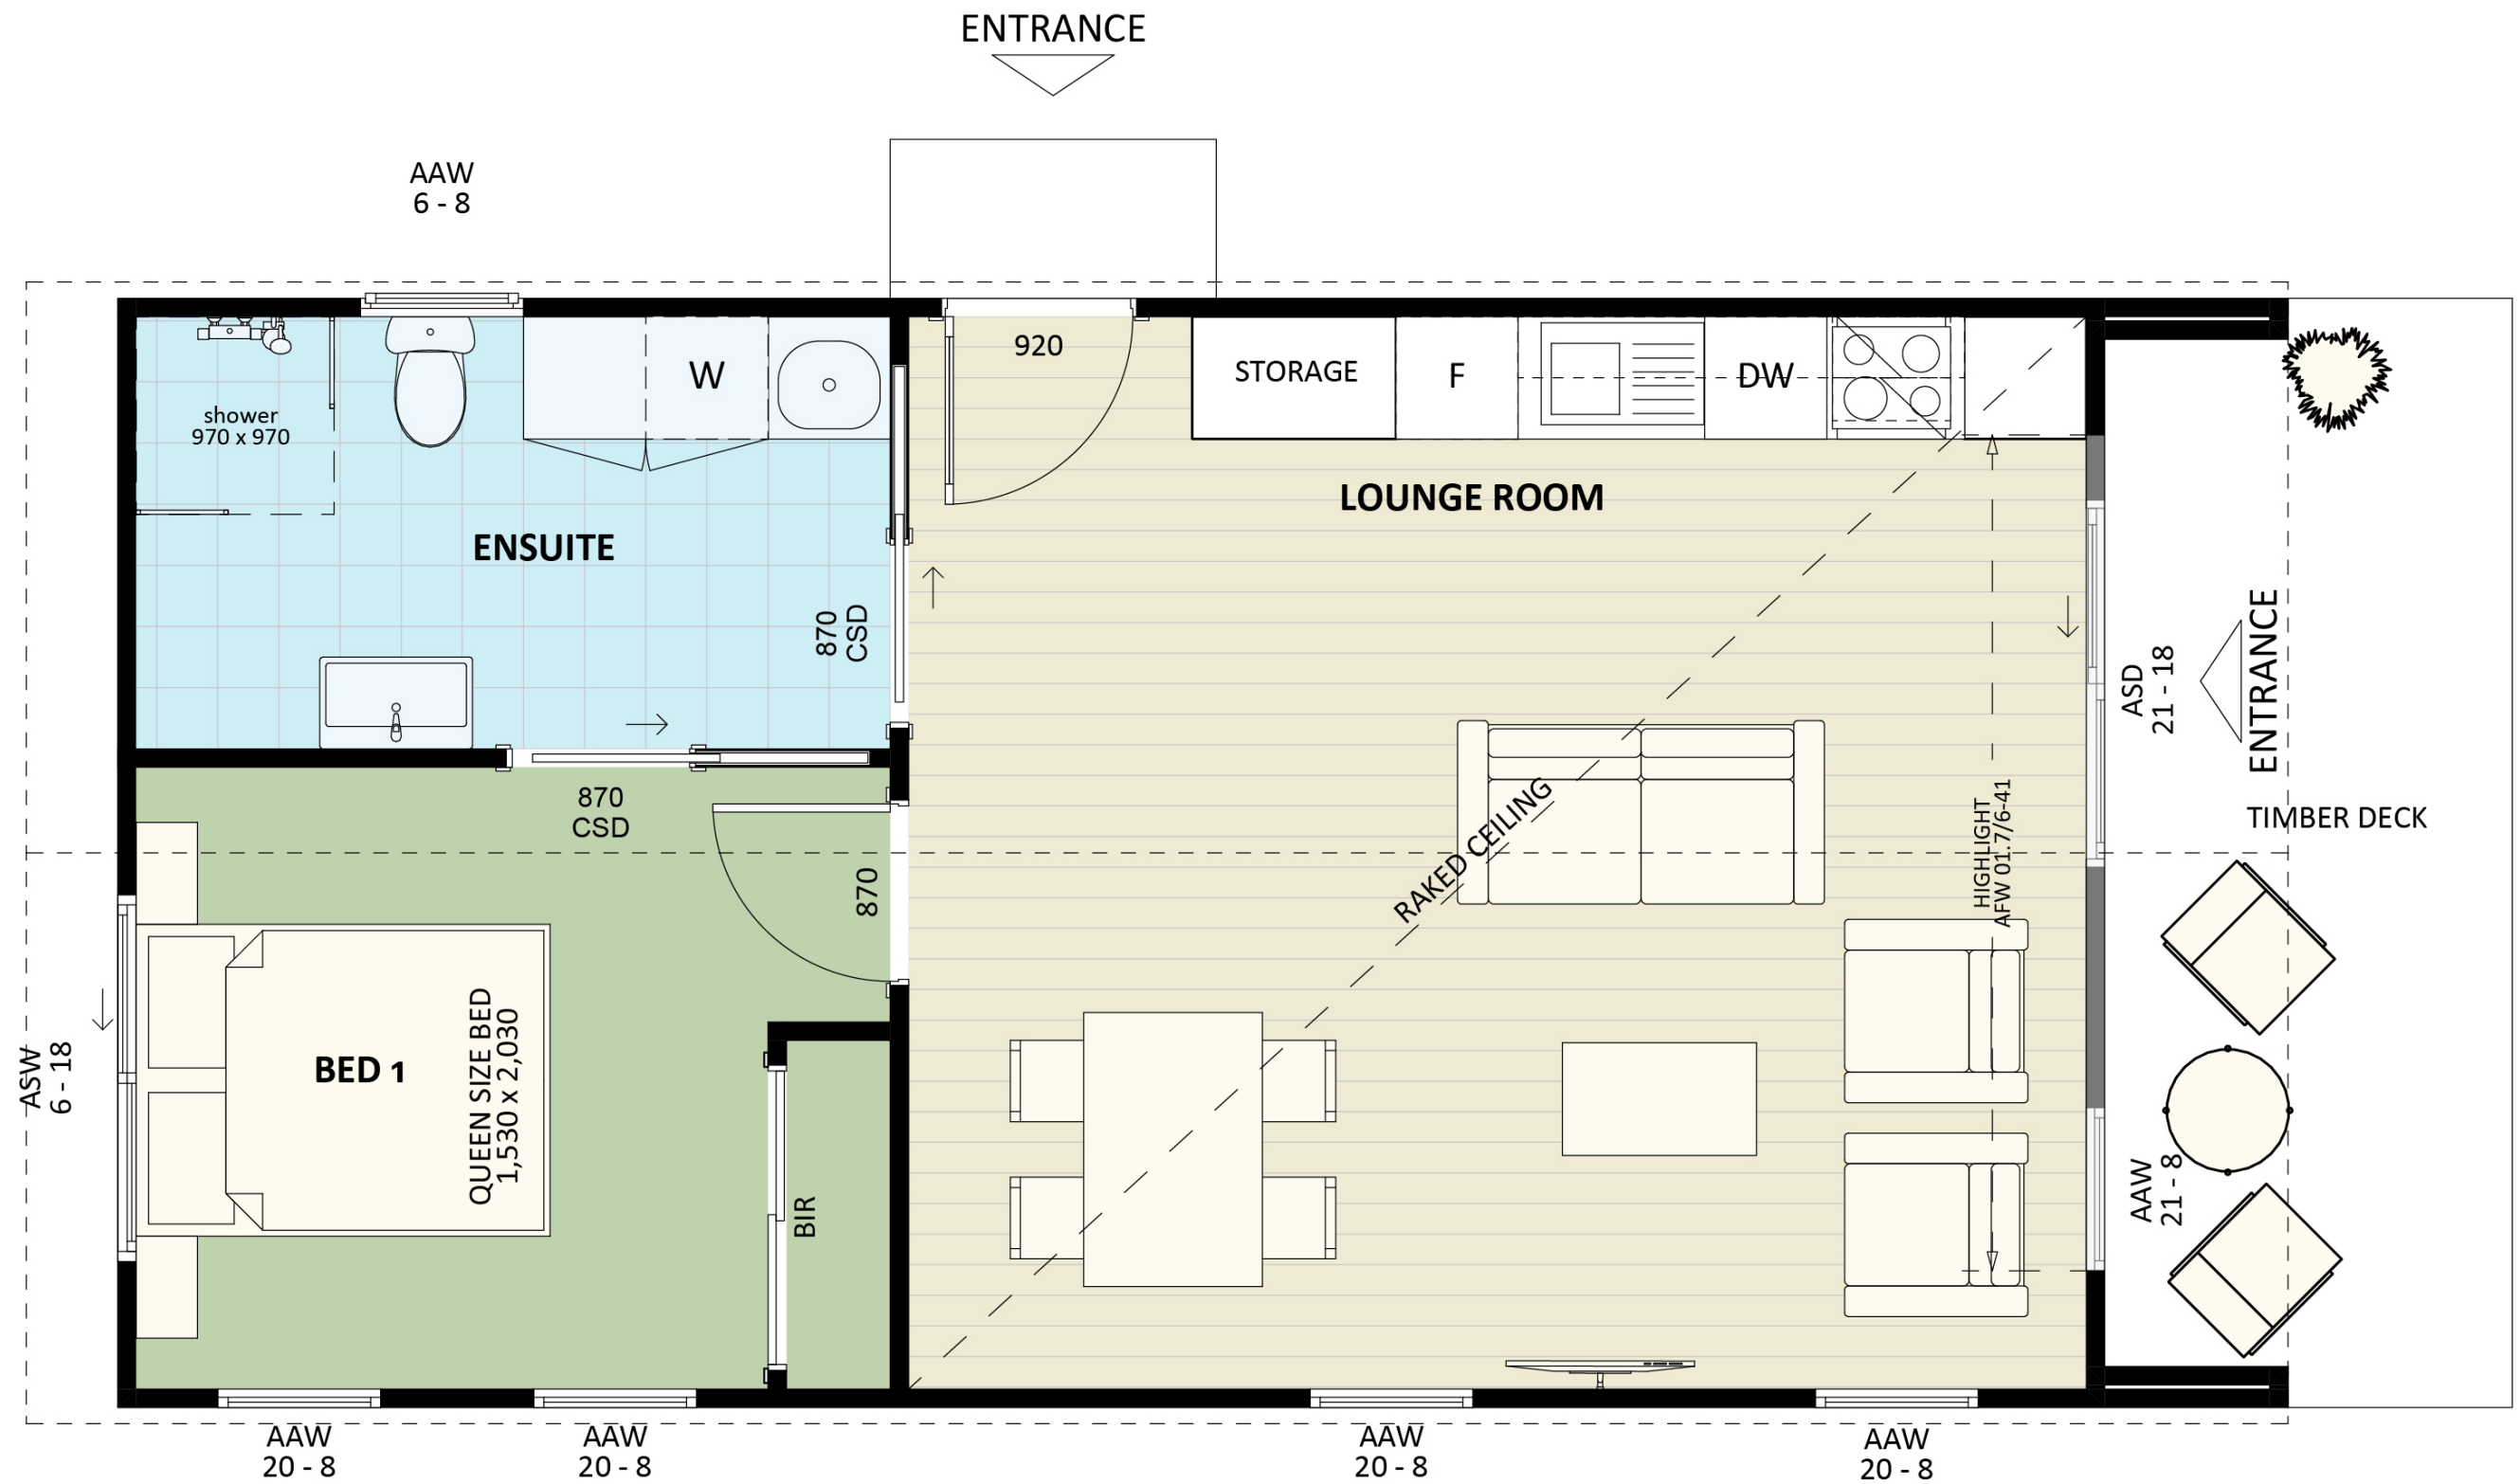 ENTRANCE
AAW
6 - 8
920
STORAGE
F
DW
W
shower
970 x 970
LOUNGE ROOM
ENSUITE
870
CSD
ASD
21 - 18
ENTRANCE
870
CSD
870
RAKED CEILING
HIGHLIGHT
AFW 01.7/6-41
TIMBER DECK
ASW
6 - 18
BED 1
QUEEN SIZE BED
1,530 x 2,030
BIR
AAW
21 - 8
AAW
20 - 8
AAW
20 - 8
AAW
20 - 8
AAW
20 - 8